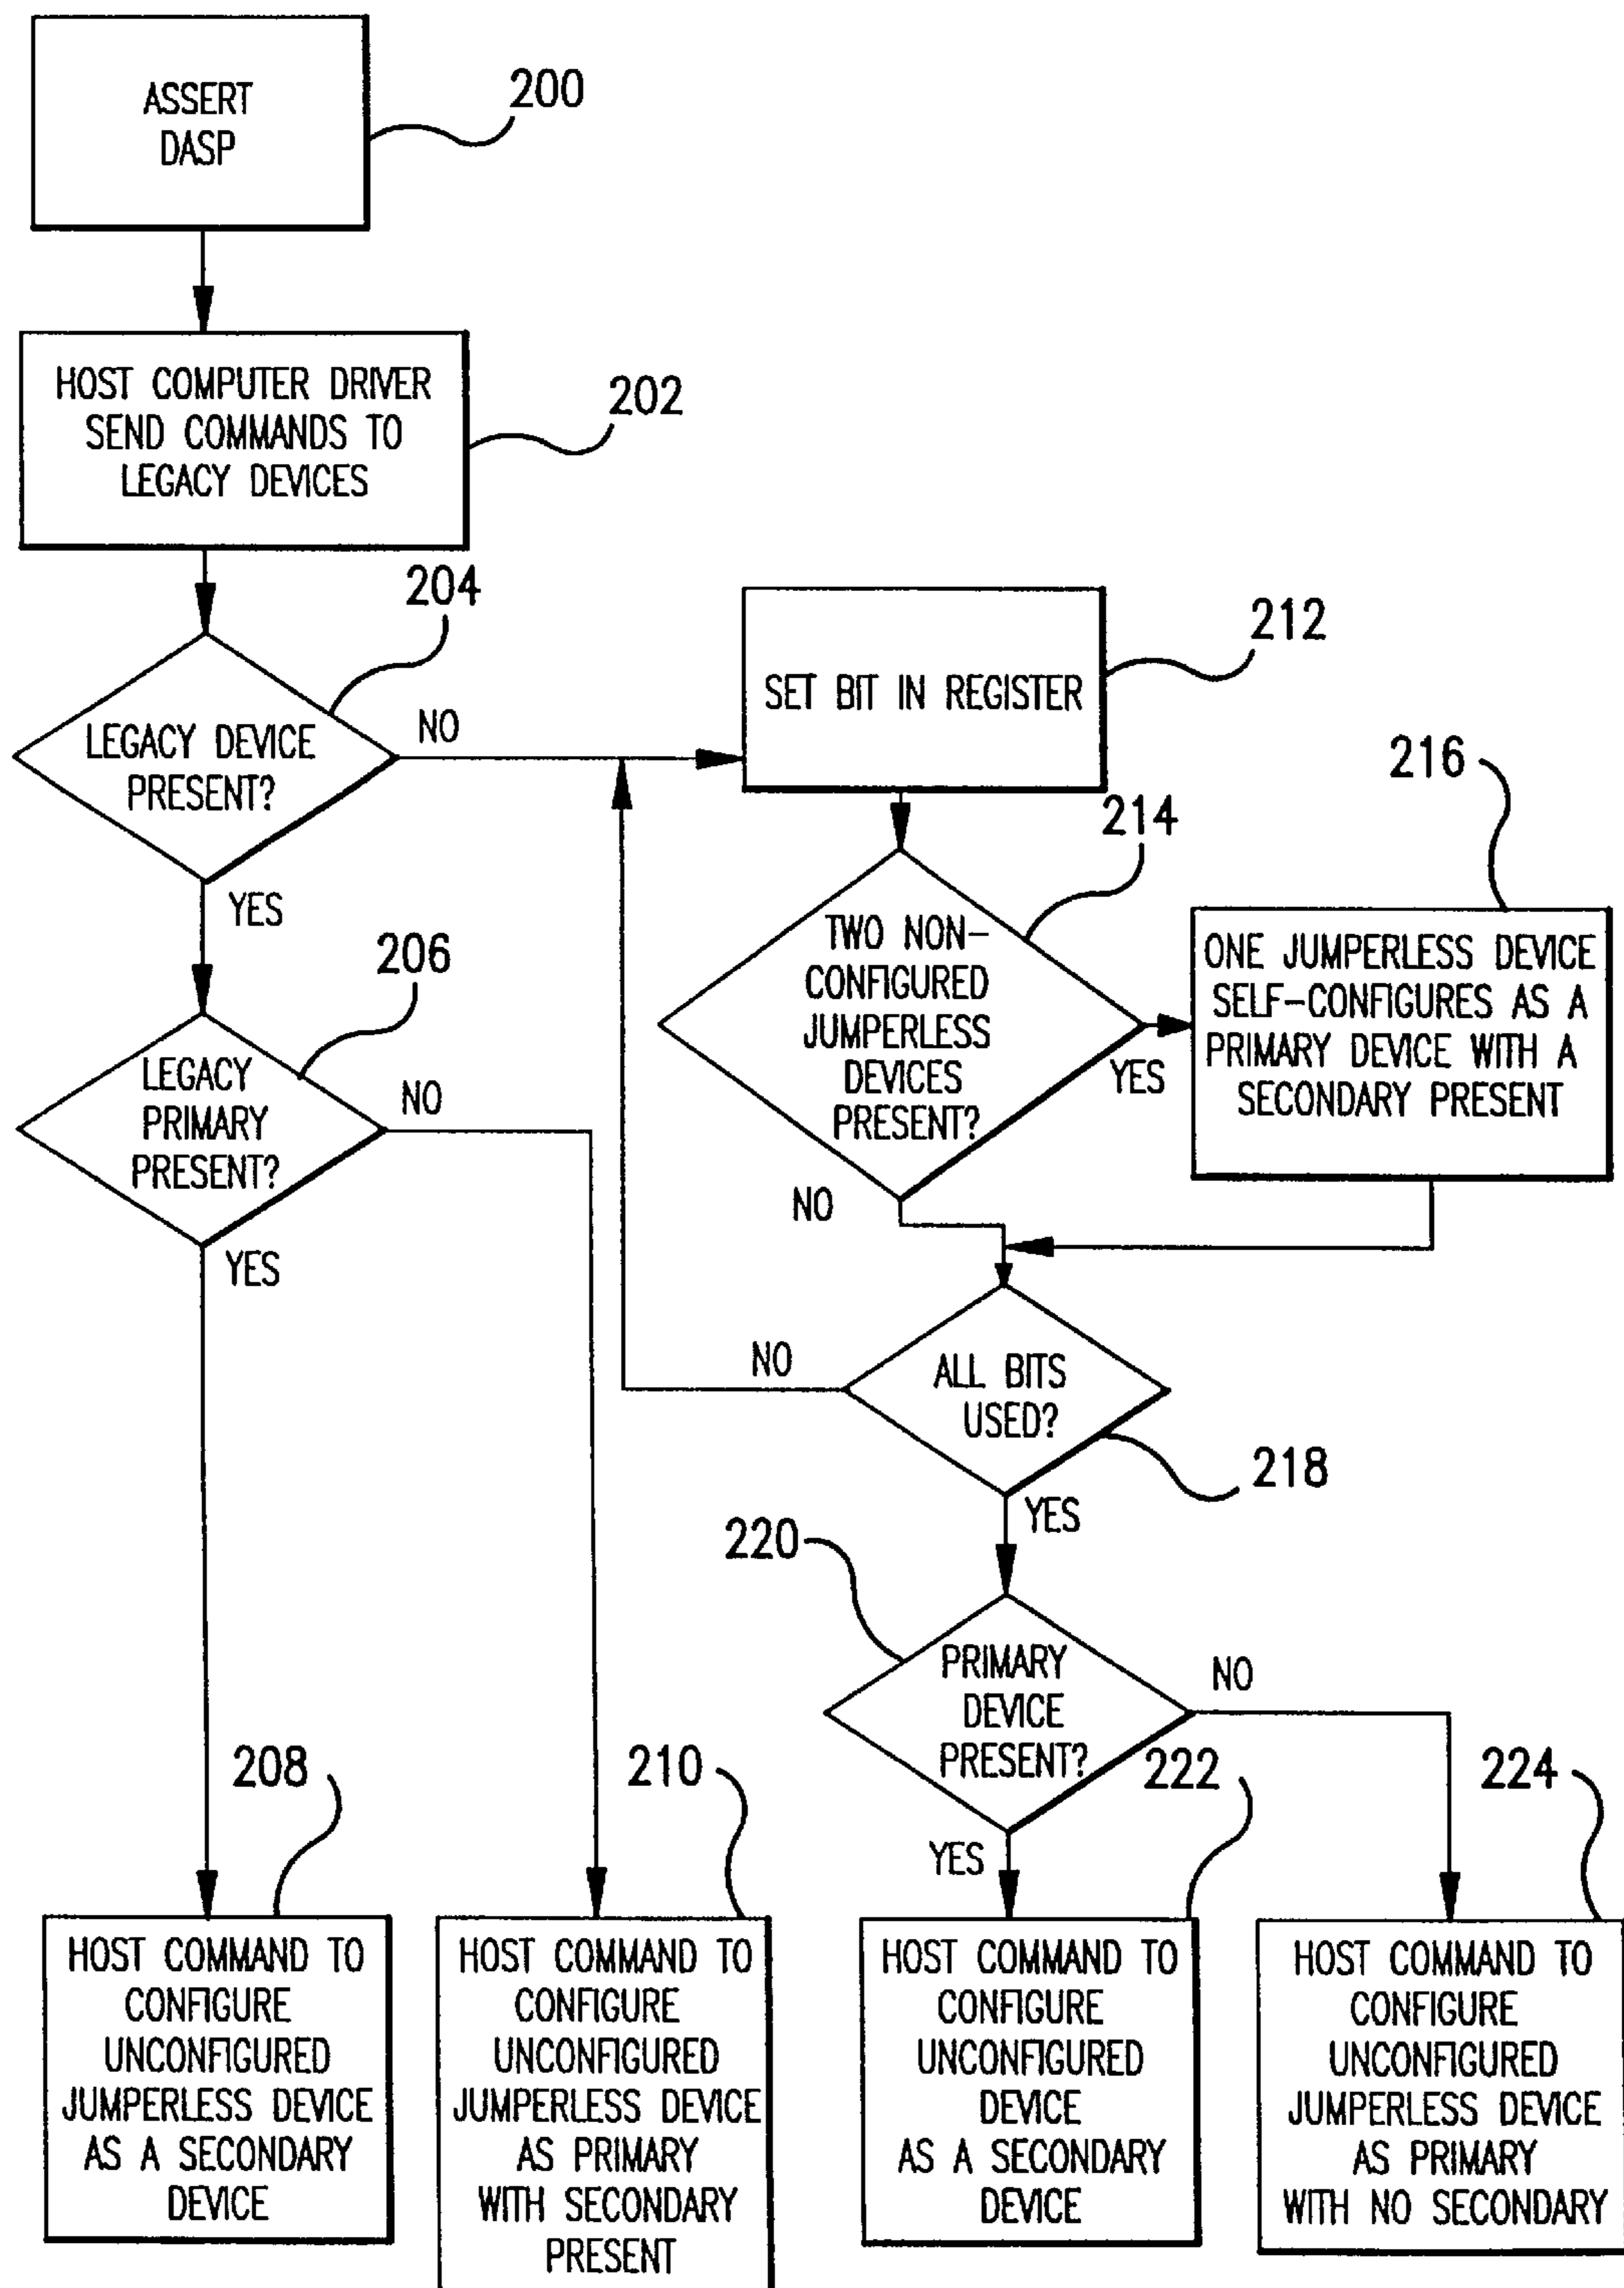 ASSERT
DASP
200
HOST COMPUTER DRIVER
SEND COMMANDS TO
LEGACY DEVICES
202
204
LEGACY DEVICE
PRESENT?
NO
YES
206
LEGACY
PRIMARY
PRESENT?
NO
YES
212
SET BIT IN REGISTER
214
TWO NON-
CONFIGURED
JUMPERLESS
DEVICES
PRESENT?
YES
NO
216
ONE JUMPERLESS DEVICE
SELF-CONFIGURES AS A
PRIMARY DEVICE WITH A
SECONDARY PRESENT
ALL BITS
USED?
NO
218
YES
220
PRIMARY
DEVICE
PRESENT?
NO
YES
208
HOST COMMAND TO
CONFIGURE
UNCONFIGURED
JUMPERLESS DEVICE
AS A SECONDARY
DEVICE
210
HOST COMMAND TO
CONFIGURE
UNCONFIGURED
JUMPERLESS DEVICE
AS PRIMARY
WITH SECONDARY
PRESENT
222
HOST COMMAND TO
CONFIGURE
UNCONFIGURED
DEVICE
AS A SECONDARY
DEVICE
224
HOST COMMAND TO
CONFIGURE
UNCONFIGURED
JUMPERLESS DEVICE
AS PRIMARY
WITH NO SECONDARY